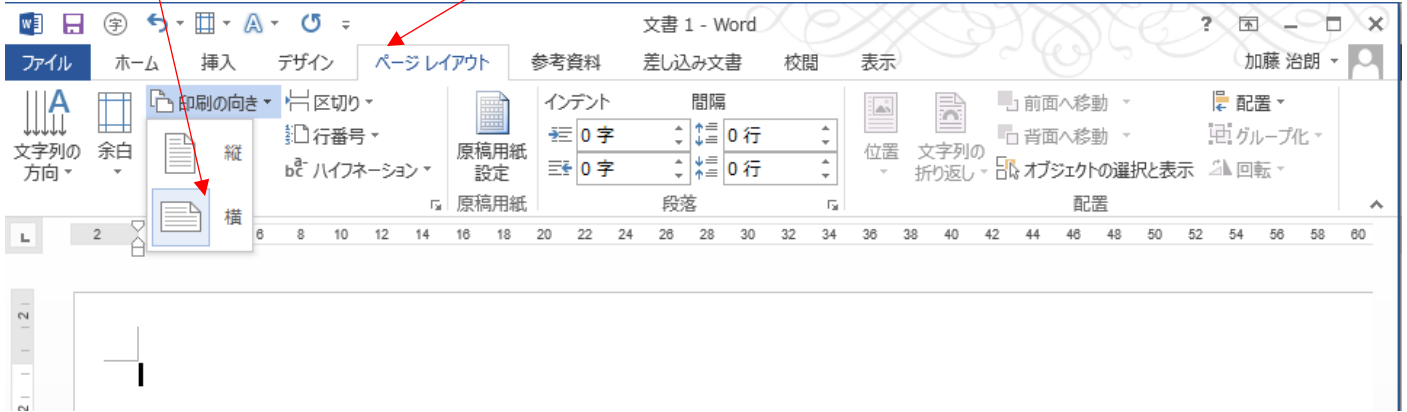 文書 1 - Word
ファイル ホーム 挿入 デザイン ページ レイアウト 参考資料 差し込み文書 校閲 表示 加藤 治朗
文字列の方向
余白
印刷の向き
縦
横
区切り
行番号
ハイフネーション
原稿用紙設定
原稿用紙
インデント 間隔
0 字 0 行
0 字 0 行
段落
位置
文字列の折り返し
前面へ移動
背面へ移動
オブジェクトの選択と表示
配置
グループ化
回転
配置
2 6 8 10 12 14 16 18 20 22 24 26 28 30 32 34 36 38 40 42 44 46 48 50 52 54 56 58 60
2
2